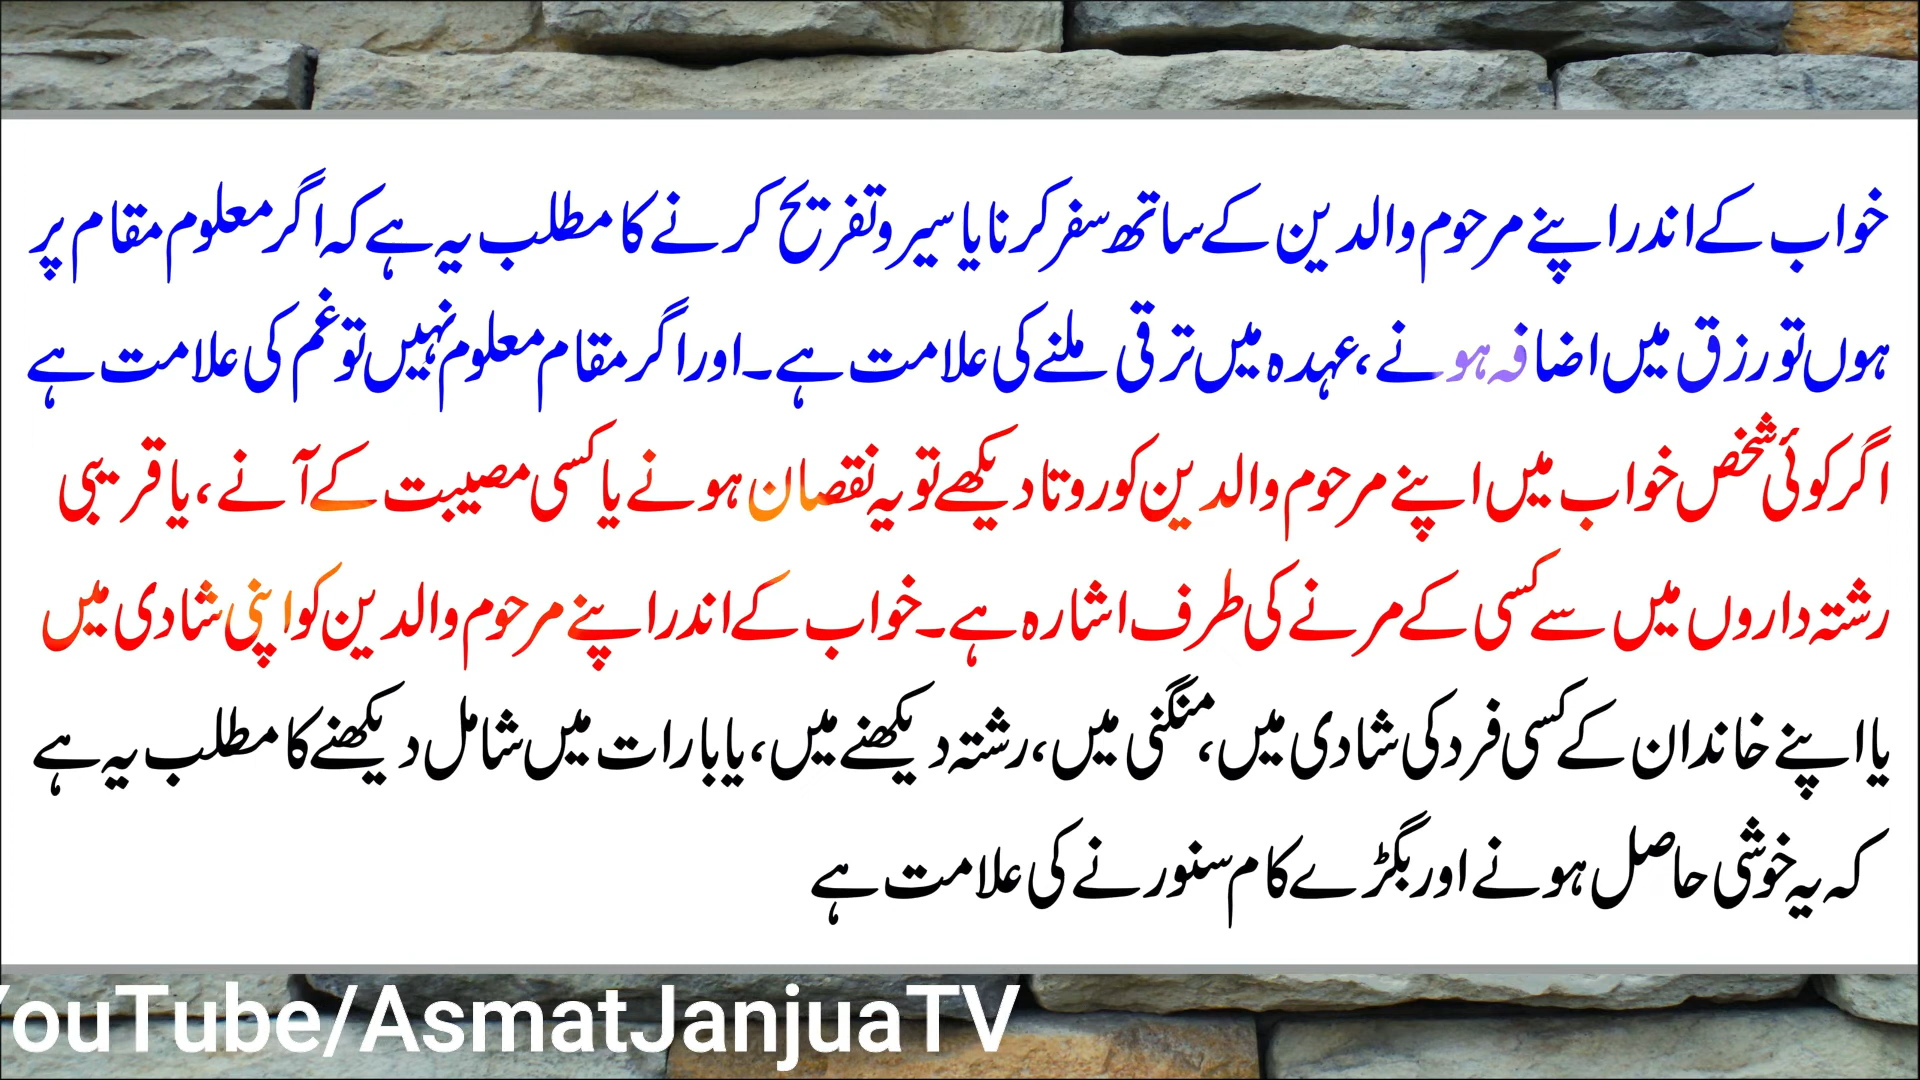 خواب کے اندر اپنے مرحوم والدین کے ساتھ سفر کرنا یا سیر و تفریح کرنے کا مطلب یہ ہے کہ اگر معلوم مقام پر
ہوں تو رزق میں اضافہ ہونے، عہدہ میں ترقی ملنے کی علامت ہے۔ اور اگر مقام معلوم نہیں تو غم کی علامت ہے
اگر کوئی شخص خواب میں اپنے مرحوم والدین کو روتا دیکھے تو یہ نقصان ہونے یا کسی مصیبت کے آنے، یا قریبی
رشتہ داروں میں سے کسی کے مرنے کی طرف اشارہ ہے۔ خواب کے اندر اپنے مرحوم والدین کو اپنی شادی میں
یا اپنے خاندان کے کسی فرد کی شادی میں، منگنی میں، رشتہ دیکھنے میں، یا بارات میں شامل دیکھنے کا مطلب یہ ہے
کہ یہ خوشی حاصل ہونے اور بگڑے کام سنورنے کی علامت ہے
YouTube/AsmatJanjuaTV